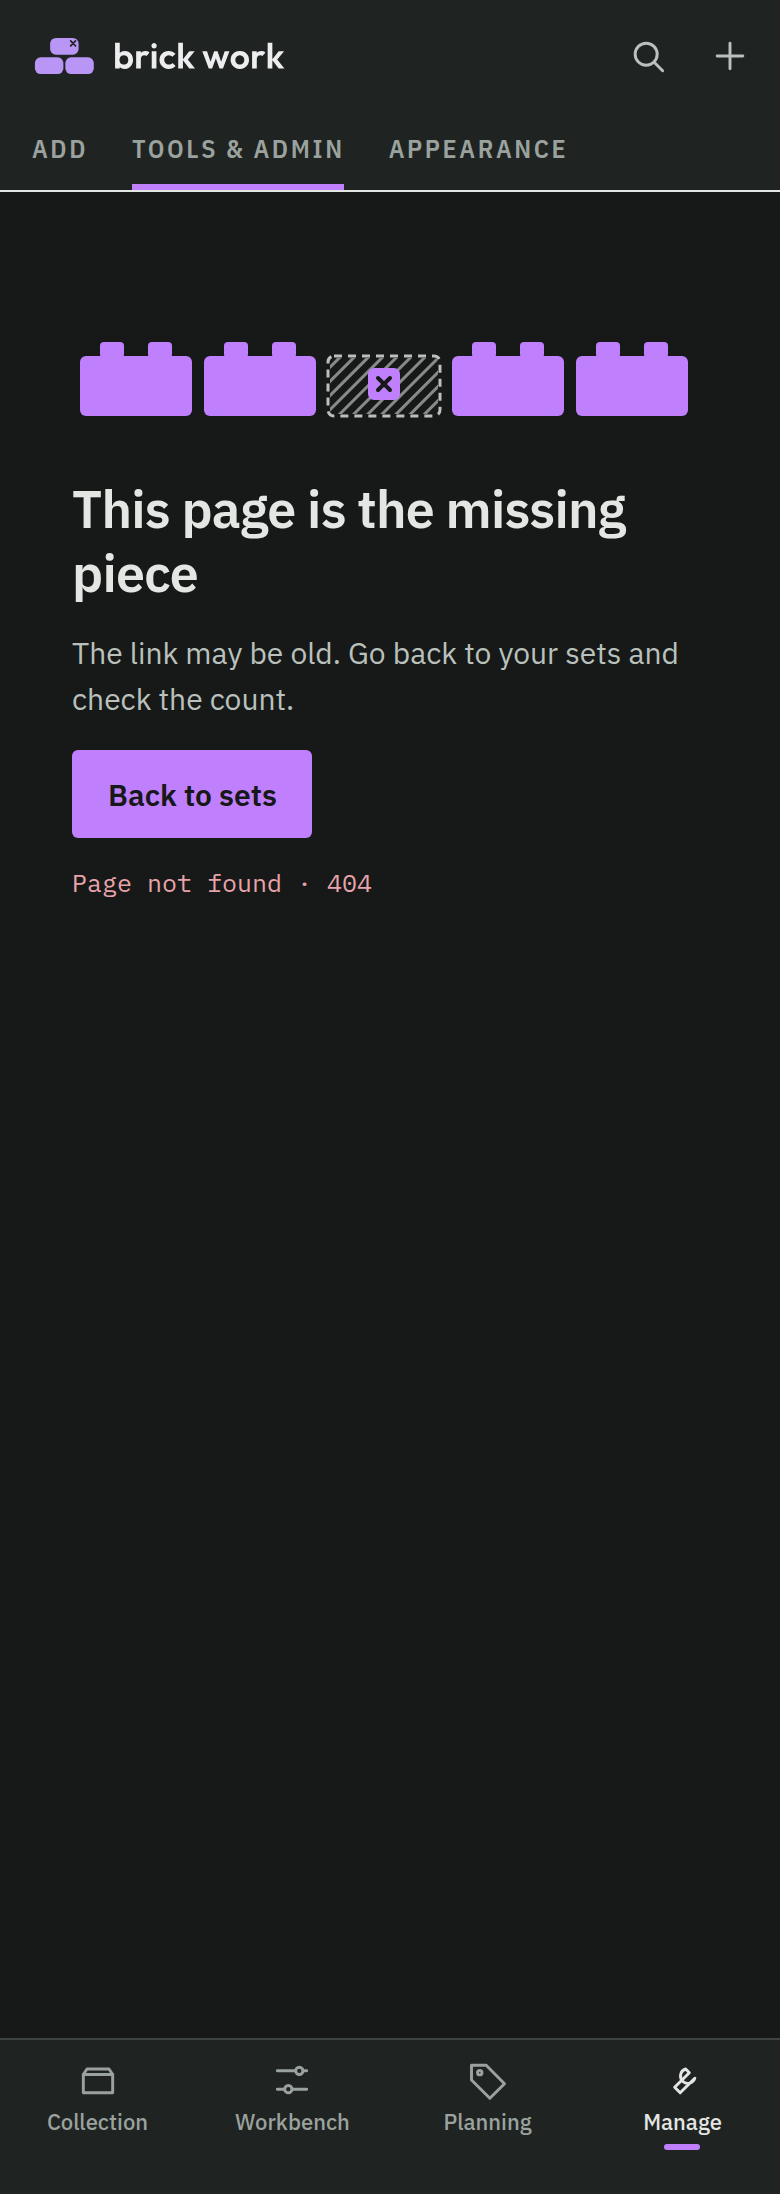 brick work
ADD TOOLS & ADMIN APPEARANCE
This page is the missing
piece
The link may be old. Go back to your sets and
check the count.
Back to sets
Page not found · 404
Collection Workbench Planning Manage